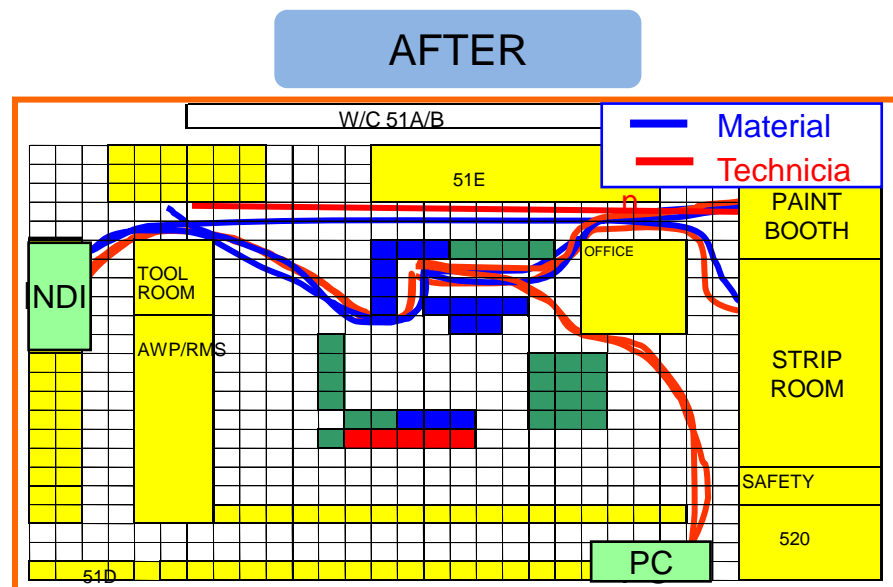 AFTER
W/C 51A/B
Material
Technicia
n
51E
PAINT
BOOTH
OFFICE
TOOL
ROOM
INDI
AWP/RMS
STRIP
ROOM
SAFETY
520
PC
51D